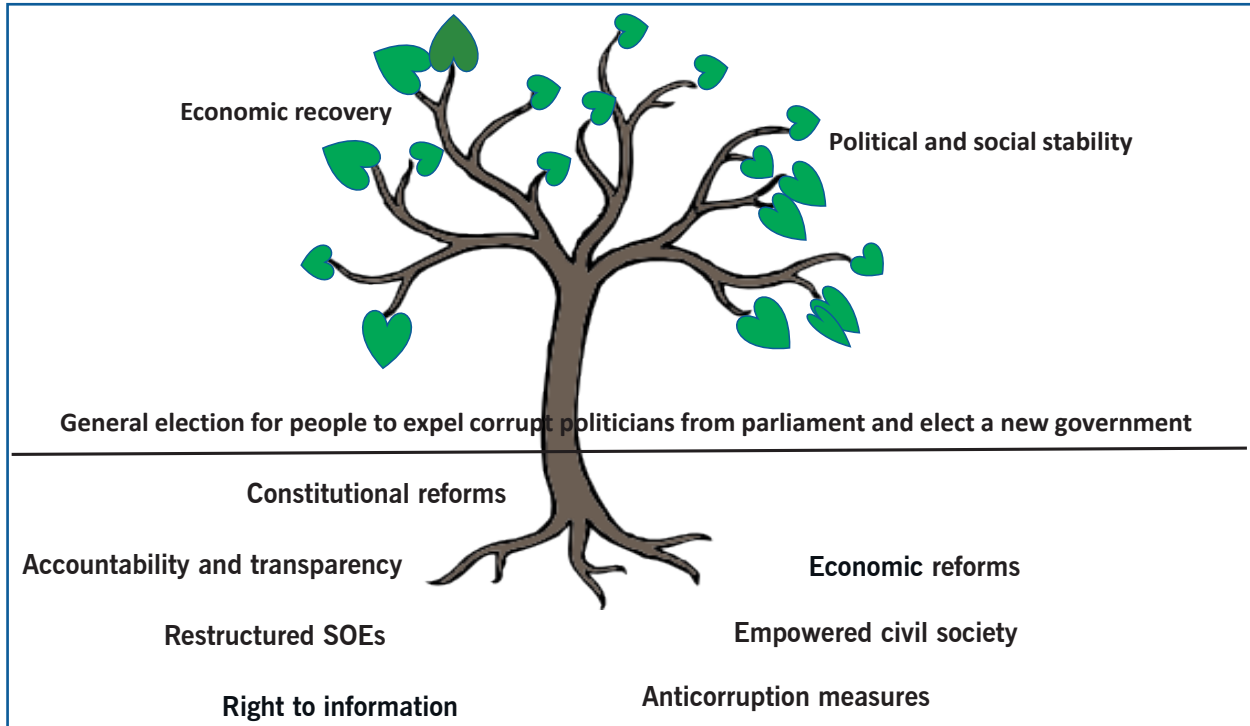 Economic recovery
Political and social stability
General election for people to expel corrupt politicians from parliament and elect a new government
Constitutional reforms
Accountability and transparency
Economic reforms
Restructured SOEs
Empowered civil society
Right to information
Anticorruption measures